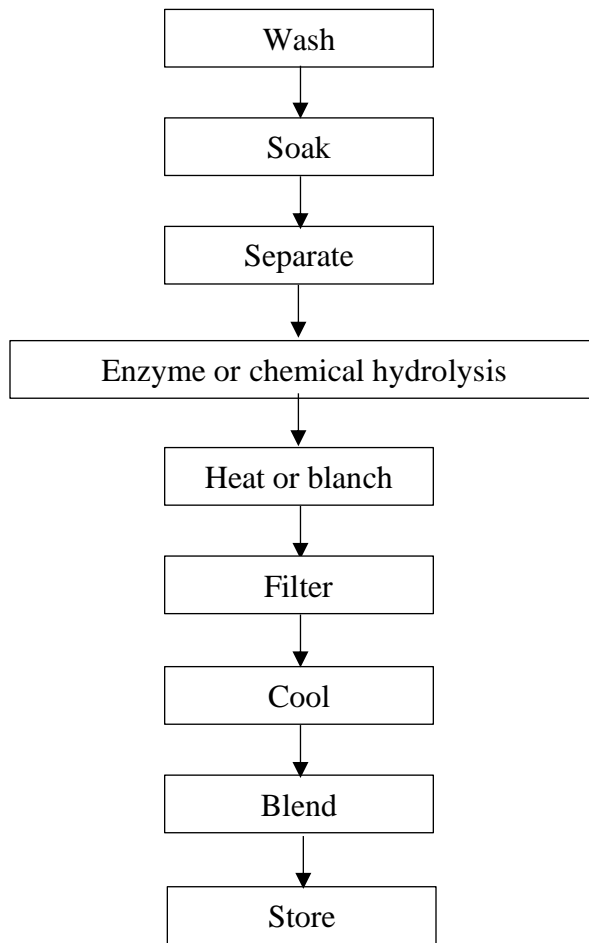 Wash
Soak
Separate
Enzyme or chemical hydrolysis
Heat or blanch
Filter
Cool
Blend
Store